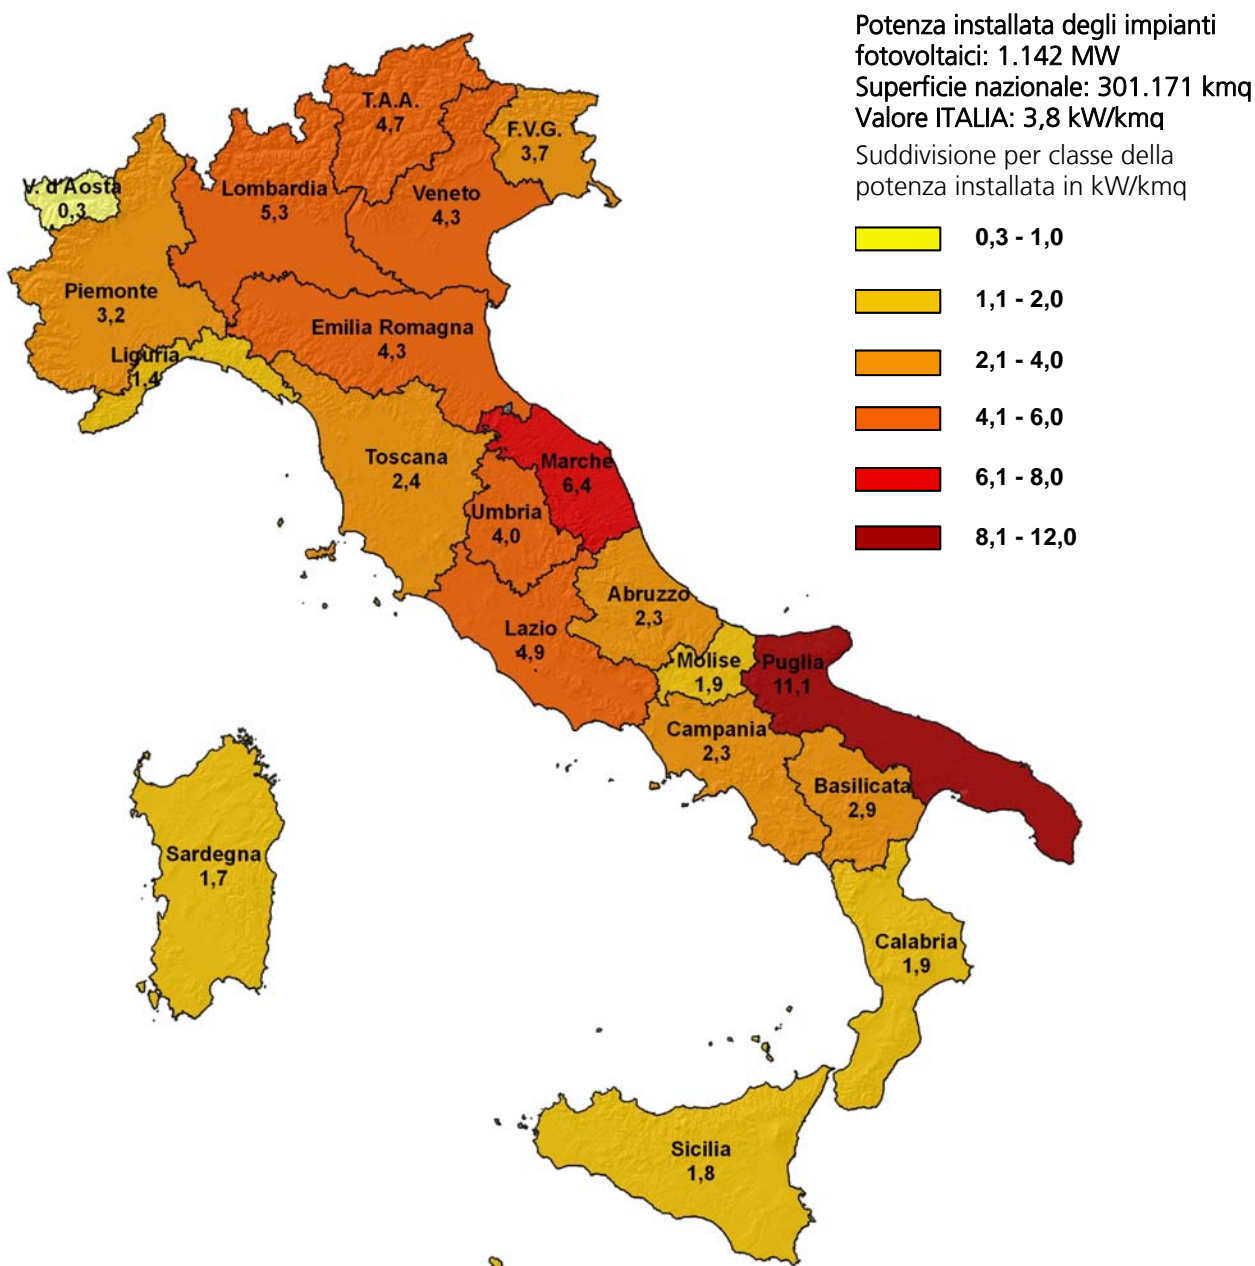 Potenza installata degli impianti
fotovoltaici: 1.142 MW
Superficie nazionale: 301.171 kmq
Valore ITALIA: 3,8 kW/kmq
Suddivisione per classe della
potenza installata in kW/kmq
0,3 - 1,0
1,1 - 2,0
2,1 - 4,0
4,1 - 6,0
6,1 - 8,0
8,1 - 12,0
T.A.A.
4,7
F.V.G.
3,7
V. d'Aosta
0,3
Lombardia
5,3
Veneto
4,3
Piemonte
3,2
Emilia Romagna
4,3
Liguria
1,4
Toscana
2,4
Marche
6,4
Umbria
4,0
Abruzzo
2,3
Lazio
4,9
Molise
1,9
Puglia
11,1
Campania
2,3
Basilicata
2,9
Sardegna
1,7
Calabria
1,9
Sicilia
1,8